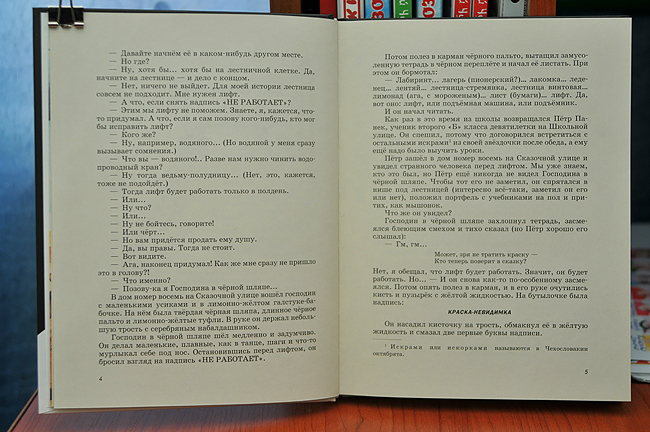 — Давайте начнём её в каком-нибудь другом месте.
— Но где?
— Ну, хотя бы... хотя бы на лестничной клетке. Да,
начните на лестнице — и дело с концом.
— Нет, ничего не выйдет. Для моей истории лестница
совсем не подходит. Мне нужен лифт.
— А что, если снять надпись «НЕ РАБОТАЕТ»?
— Этим мы лифту не поможем. Знаете, я, кажется, что-
то придумал. А что, если я сам позову кого-нибудь, кто мог
бы исправить лифт?
— Кого же?
— Ну, например, водяного... (Но водяной у меня сразу
вызывает сомнения.)
— Что вы — водяного!.. Разве нам нужно чинить водо-
проводный кран?
— Ну тогда ведьму-полудницу... (Нет, это, кажется,
тоже не подойдёт.)
— Тогда лифт будет работать только в полдень.
— Или...
— Ну что?
— Или...
— Ну не бойтесь, говорите!
— Или чёрт...
— Но вам придётся продать ему душу.
— Да, вы правы. Тогда не стоит.
— Вот видите.
— Ага, наконец придумал! Как же мне сразу не пришло
это в голову?!
— Что именно?
— Позову-ка я Господина в чёрной шляпе...
В дом номер восемь на Сказочной улице вошёл господин
с маленькими усиками и в лимонно-жёлтом галстуке-ба-
бочке. На нём была твёрдая чёрная шляпа, длинное чёрное
пальто и лимонно-жёлтые туфли. В руке он держал неболь-
шую трость с серебряным набалдашником.
Господин в чёрной шляпе шёл медленно и задумчиво.
Он делал маленькие, плавные, как в танце, шаги и что-то
мурлыкал себе под нос. Остановившись перед лифтом, он
бросил взгляд на надпись «НЕ РАБОТАЕТ».
4
Потом полез в карман чёрного пальто, вытащил замусо-
ленную тетрадь в чёрном переплёте и начал её листать. При
этом он бормотал:
— Лабиринт... лагерь (пионерский?)... лакомка... леде-
нец... лентяй... лестница-стремянка, лестница винтовая...
лимонад (ага, с мороженым)... лист (бумаги)... лифт. Да,
вот оно: лифт, или подъёмная машина, или подъёмник.
И он начал читать.
Как раз в это время из школы возвращался Пётр Па-
нек, ученик второго «Б» класса девятилетки на Школьной
улице. Он спешил, потому что договорился встретиться с
остальными искрами¹ из своей звёздочки после обеда, а ему
ещё надо было выучить уроки.
Пётр зашёл в дом номер восемь на Сказочной улице и
увидел странного человека перед лифтом. Мы уже знаем,
кто это был, но Пётр ещё никогда не видел Господина в
чёрной шляпе. Чтобы тот его не заметил, он спрятался в
нише под лестницей (интересно всё-таки, заметил он его
или нет), положил портфель с учебниками на пол и при-
тих, как мышонок.
Что же он увидел?
Господин в чёрной шляпе захлопнул тетрадь, засме-
ялся блеющим смехом и тихо сказал (но Пётр хорошо его
слышал):
— Гм, гм...
Может, зря не тратить краску —
Кто теперь поверит в сказку?
Нет, я обещал, что лифт будет работать. Значит, он будет
работать. Но... — И он снова как-то по-особенному засме-
ялся. Потом опять полез в карман, и в его руке очутились
кисть и пузырёк с жёлтой жидкостью. На бутылочке была
надпись:
КРАСКА-НЕВИДИМКА
Он насадил кисточку на трость, обмакнул её в жёлтую
жидкость и смазал две первые буквы надписи.
¹ Искрами или искорками называются в Чехословакии
октябрята.
5